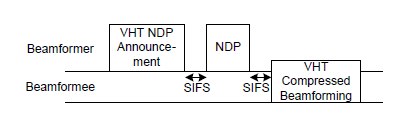 VHT NDP
Announce-
ment
Beamformer
NDP
VHT
Compressed
Beamforming
Beamformee
SIFS
SIFS